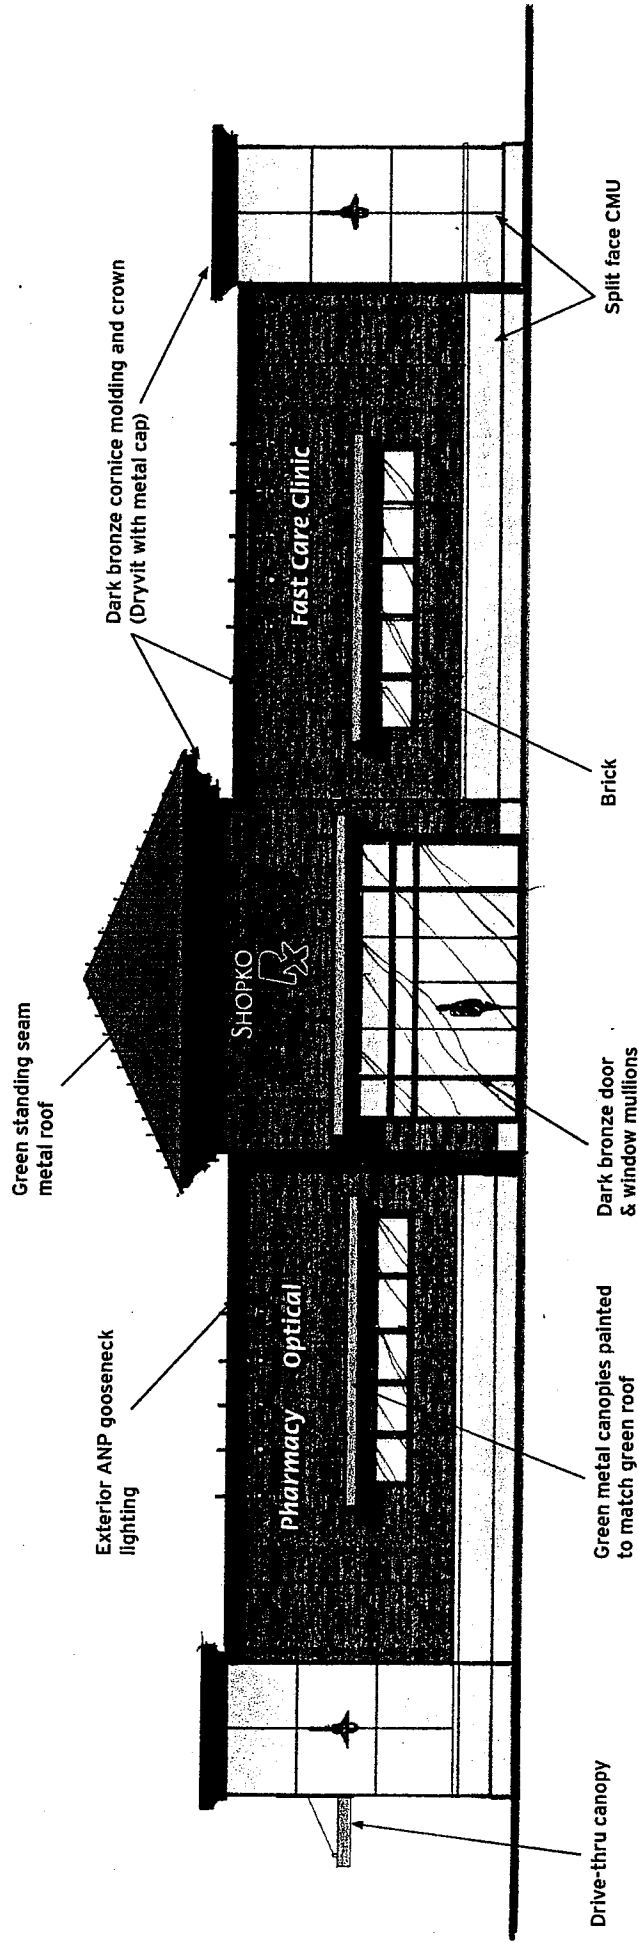 Green standing seam
metal roof
Exterior ANP gooseneck
lighting
Dark bronze cornice molding and crown
(Dryvit with metal cap)
SHOPKO
Rx
Pharmacy Optical
Fast Care Clinic
Drive-thru canopy
Green metal canopies painted
to match green roof
Dark bronze door
& window mullions
Brick
Split face CMU